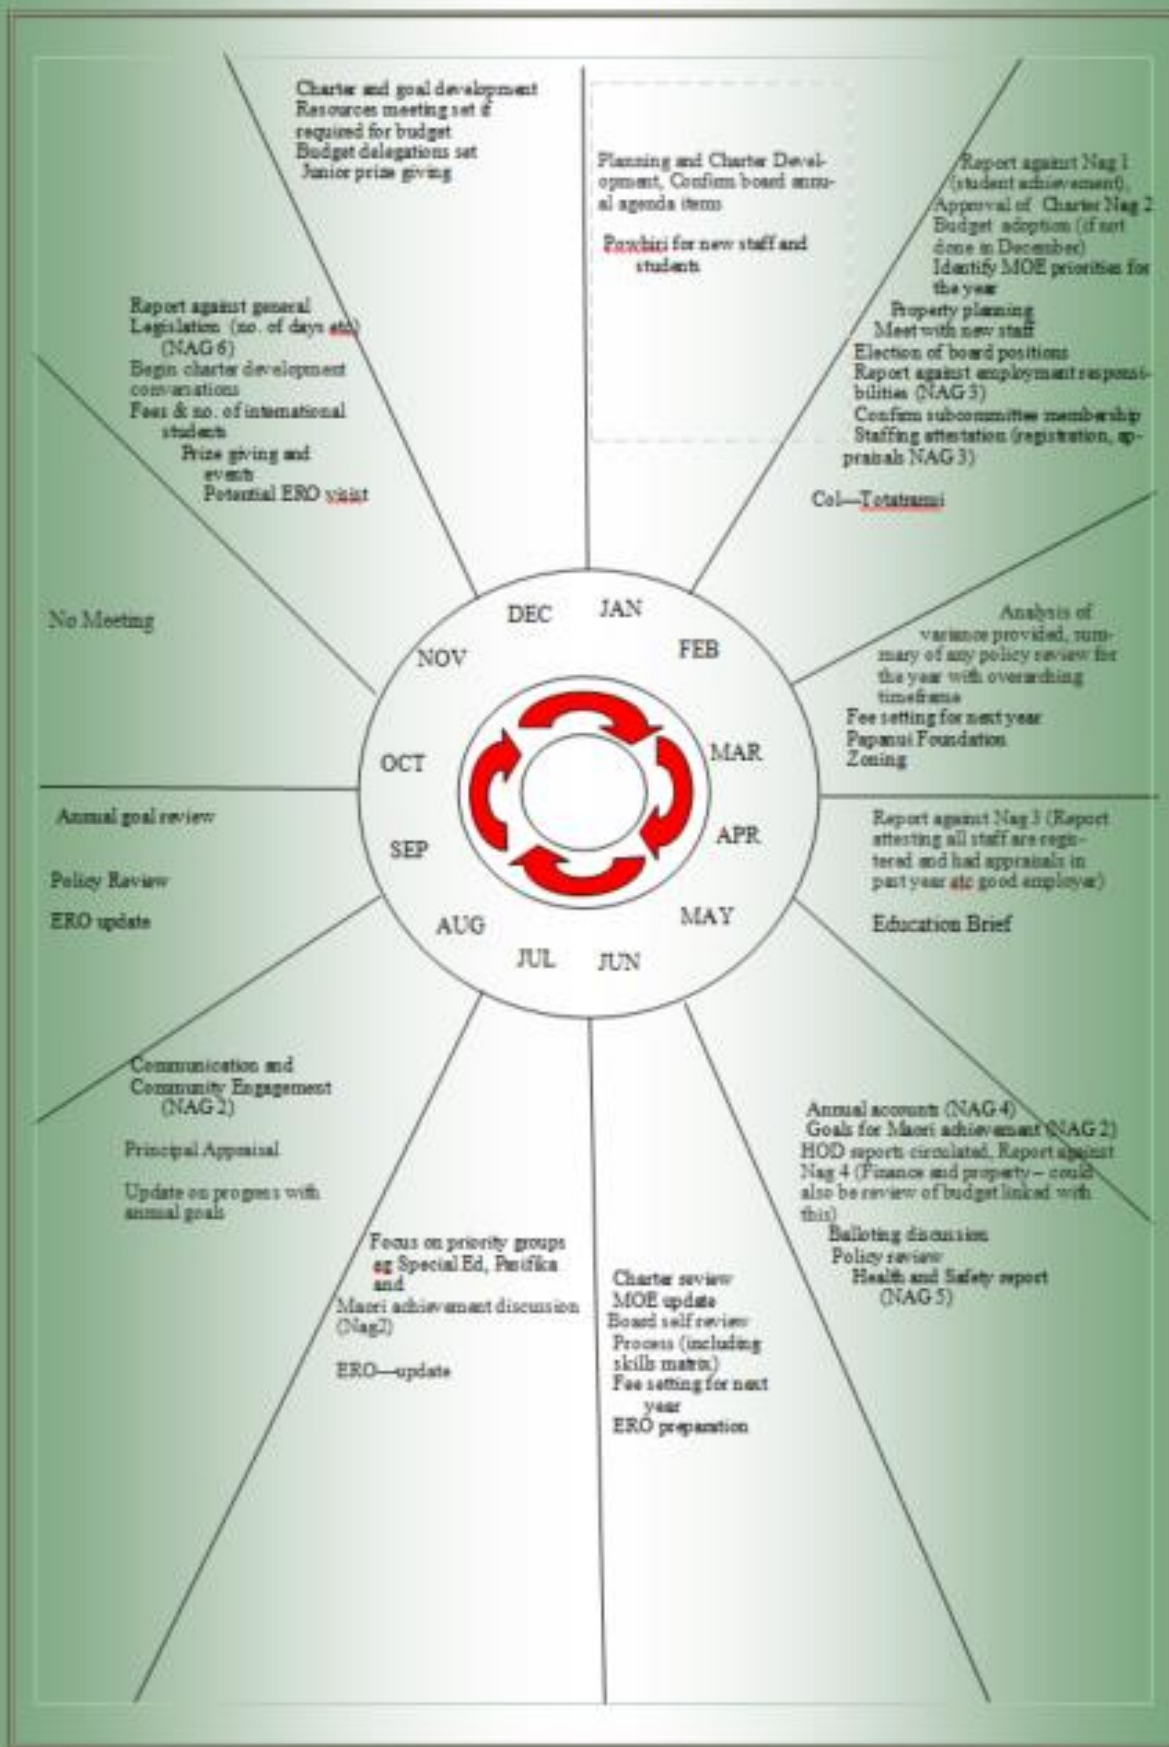 Charter and goal development
Resources meeting set if
required for budget
Budget delegations set
Junior prize giving
Planning and Charter Devel-
opment, Confirm board annu-
al agenda items
Powhiri for new staff and
students
Report against Nag 1
(student achievement),
Approval of Charter Nag 2
Budget adoption (if not
done in December)
Identify MOE priorities for
the year
Property planning
Meet with new staff
Election of board positions
Report against employment responsi-
bilities (NAG 3)
Confirm subcommittee membership
Staffing attestation (registration, ap-
praisals NAG 3)
Col—Totatranui
Report against general
Legislation (no. of days etc)
(NAG 6)
Begin charter development
conversations
Fees & no. of international
students
Prize giving and
events
Potential ERO visist
No Meeting
DEC
JAN
NOV
FEB
OCT
MAR
SEP
APR
AUG
MAY
JUL
JUN
Analysis of
variance provided, sum-
mary of any policy review for
the year with overarching
timeframe
Fee setting for next year
Papanui Foundation
Zoning
Annual goal review
Policy Review
ERO update
Report against Nag 3 (Report
attesting all staff are regis-
tered and had appraisals in
past year etc good employer)
Education Brief
Communication and
Community Engagement
(NAG 2)
Principal Appraisal
Update on progress with
annual goals
Annual accounts (NAG 4)
Goals for Maori achievement (NAG 2)
HOD reports circulated, Report against
Nag 4 (Finance and property – could
also be review of budget linked with
this)
Balloting discussion
Policy review
Health and Safety report
(NAG 5)
Focus on priority groups
eg Special Ed, Pasifika
and
Maori achievement discussion
(Nag2)
ERO—update
Charter review
MOE update
Board self review
Process (including
skills matrix)
Fee setting for next
year
ERO preparation